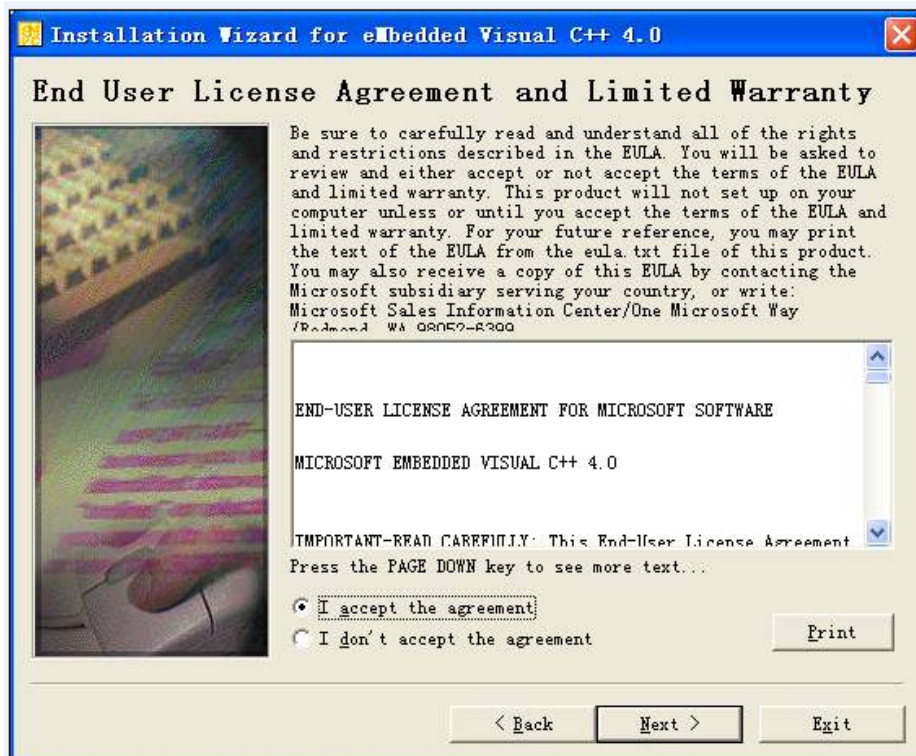 Installation Wizard for eMbedded Visual C++ 4.0
End User License Agreement and Limited Warranty
Be sure to carefully read and understand all of the rights
and restrictions described in the EULA. You will be asked to
review and either accept or not accept the terms of the EULA
and limited warranty. This product will not set up on your
computer unless or until you accept the terms of the EULA and
limited warranty. For your future reference, you may print
the text of the EULA from the eula.txt file of this product.
You may also receive a copy of this EULA by contacting the
Microsoft subsidiary serving your country, or write:
Microsoft Sales Information Center/One Microsoft Way
/Redmond, WA 98052-6399
END-USER LICENSE AGREEMENT FOR MICROSOFT SOFTWARE
MICROSOFT EMBEDDED VISUAL C++ 4.0
IMPORTANT-READ CAREFULLY: This End-User License Agreement
Press the PAGE DOWN key to see more text...
I accept the agreement
I don't accept the agreement
Print
< Back
Next >
Exit